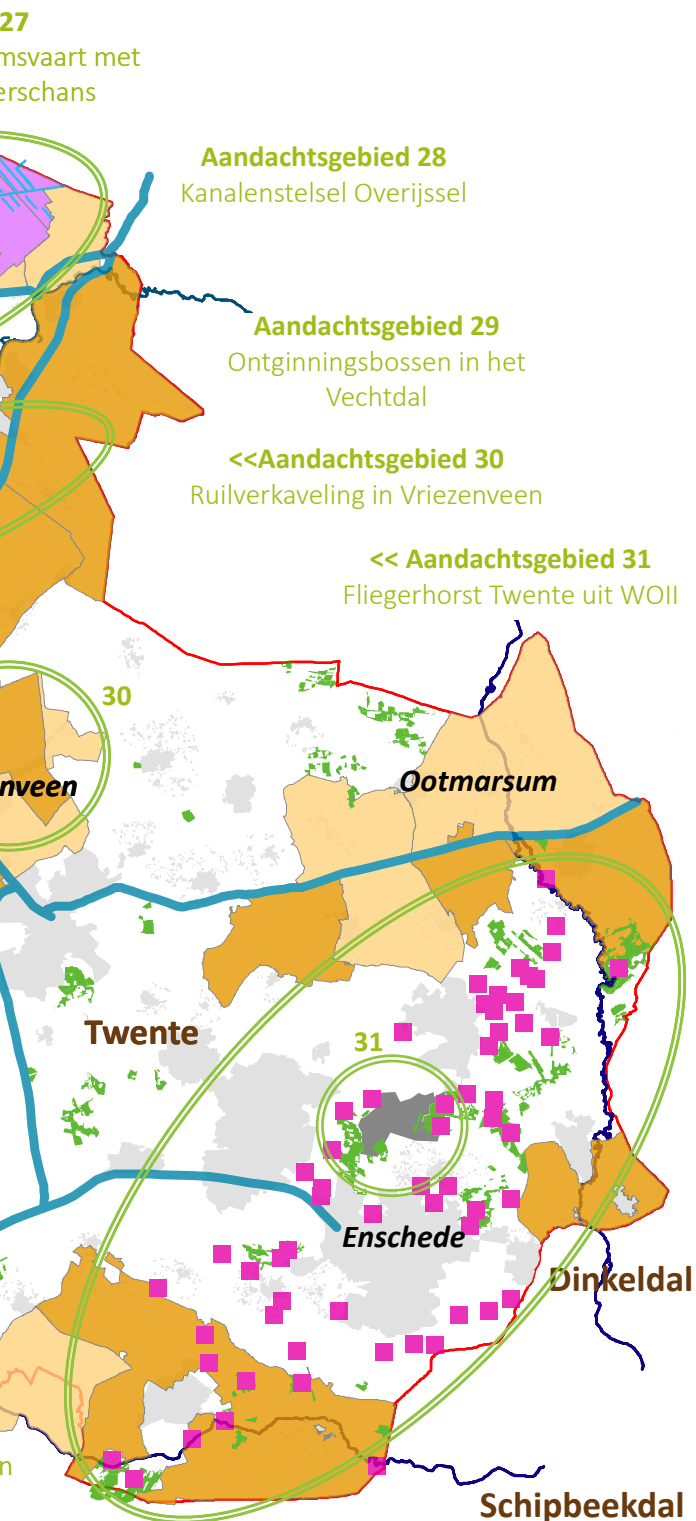 27
msvaart met
erschans
Aandachtsgebied 28
Kanalenstelsel Overijssel
Aandachtsgebied 29
Ontginningsbossen in het
Vechtdal
<<Aandachtsgebied 30
Ruilverkaveling in Vriezenveen
<< Aandachtsgebied 31
Fliegerhorst Twente uit WOII
30
nveen
Ootmarsum
Twente
31
Enschede
Dinkeldal
n
Schipbeekdal